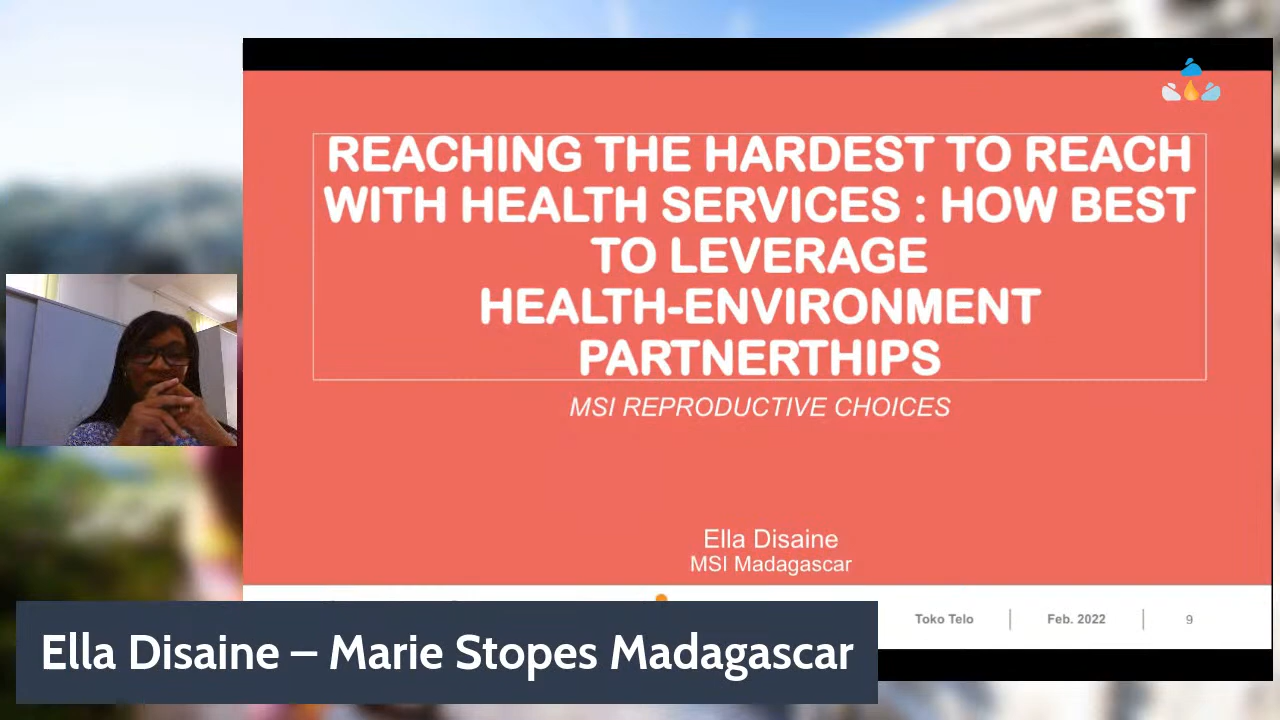 REACHING THE HARDEST TO REACH
WITH HEALTH SERVICES : HOW BEST
TO LEVERAGE
HEALTH-ENVIRONMENT
PARTNERTHIPS
MSI REPRODUCTIVE CHOICES
Ella Disaine
MSI Madagascar
Toko Telo
Feb. 2022
9
Ella Disaine – Marie Stopes Madagascar